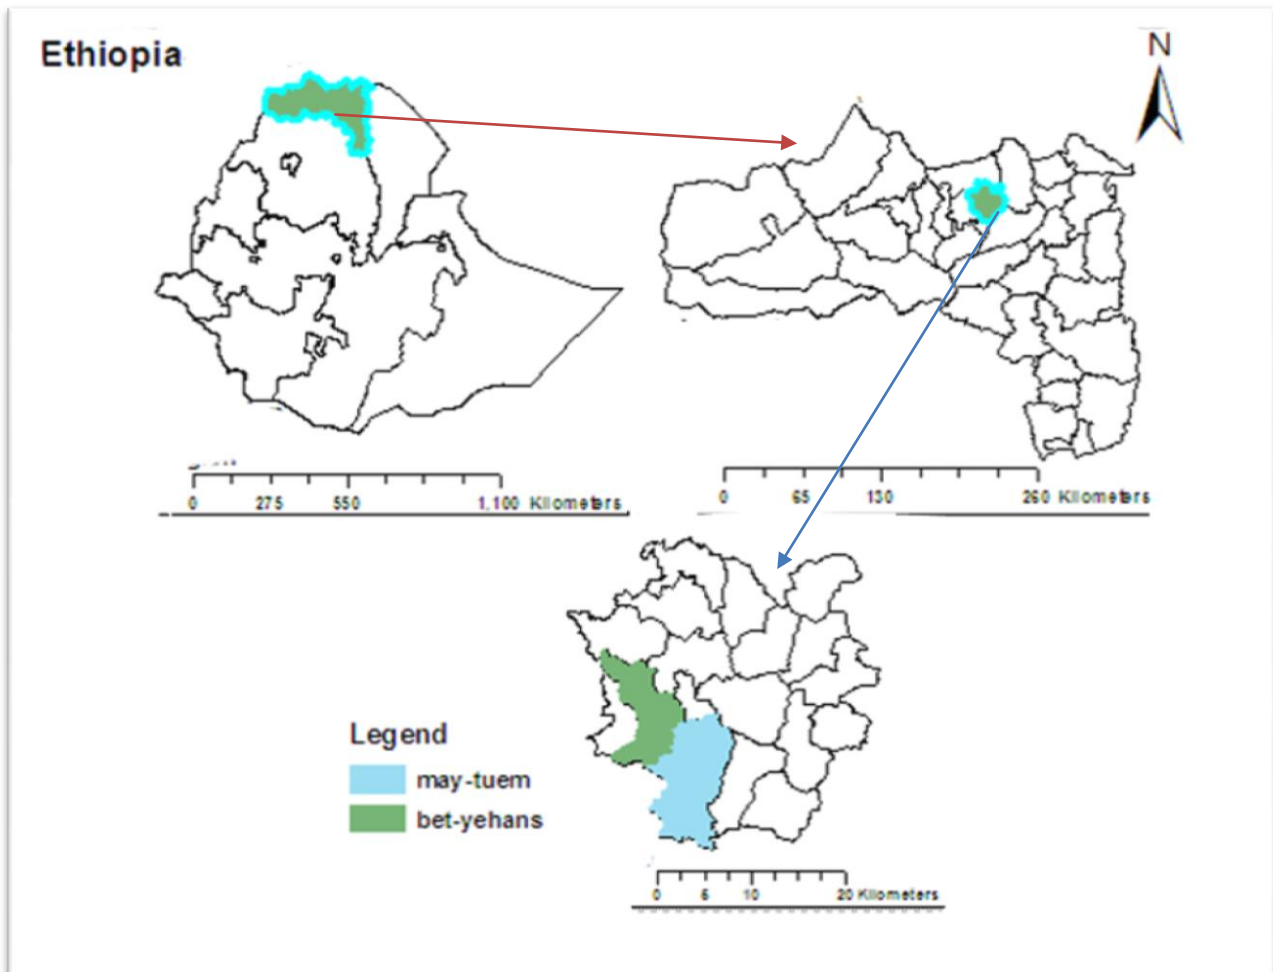 Ethiopia
N
0 275 550 1,100 Kilometers
0 65 130 260 Kilometers
Legend
may-tuem
bet-yehans
0 5 10 20 Kilometers